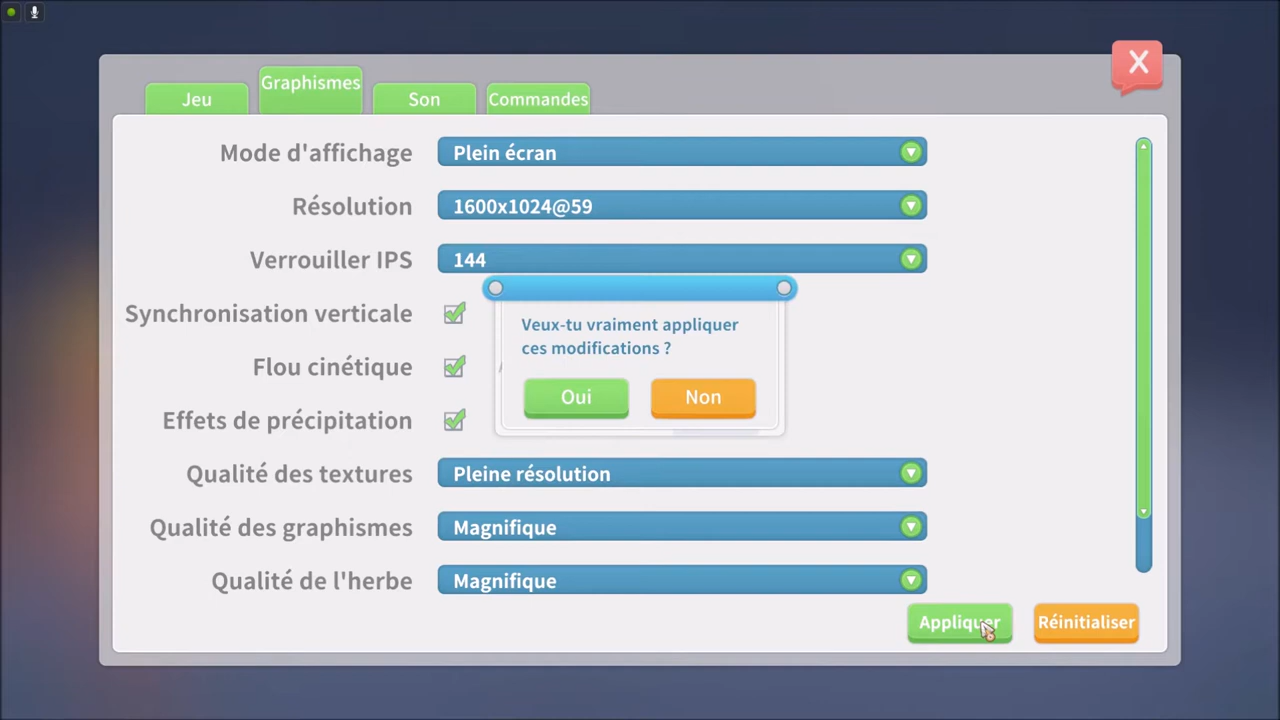 Jeu
Graphismes
Son
Commandes
X
Mode d'affichage
Plein écran
Résolution
1600x1024@59
Verrouiller IPS
144
Synchronisation verticale
Flou cinétique
Effets de précipitation
Veux-tu vraiment appliquer
ces modifications ?
Oui
Non
Qualité des textures
Pleine résolution
Qualité des graphismes
Magnifique
Qualité de l'herbe
Magnifique
Appliquer
Réinitialiser